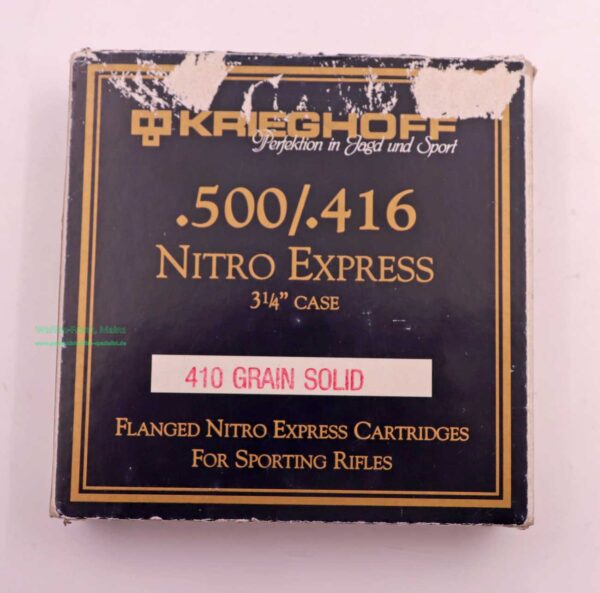 KRIEGHOFF
Perfektion in Jagd und Sport
.500/.416
NITRO EXPRESS
3¼” CASE
410 GRAIN SOLID
FLANGED NITRO EXPRESS CARTRIDGES
FOR SPORTING RIFLES